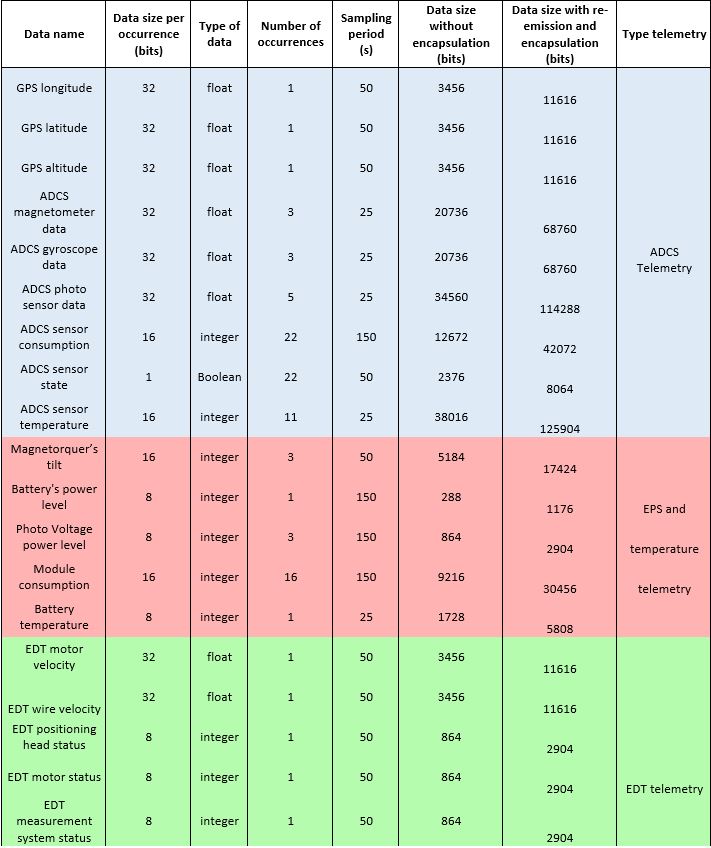 Data name | Data size per occurrence (bits) | Type of data | Number of occurrences | Sampling period (s) | Data size without encapsulation (bits) | Data size with re-emission and encapsulation (bits) | Type telemetry
GPS longitude | 32 | float | 1 | 50 | 3456 | 11616 | ADCS Telemetry
GPS latitude | 32 | float | 1 | 50 | 3456 | 11616
GPS altitude | 32 | float | 1 | 50 | 3456 | 11616
ADCS magnetometer data | 32 | float | 3 | 25 | 20736 | 68760
ADCS gyroscope data | 32 | float | 3 | 25 | 20736 | 68760
ADCS photo sensor data | 32 | float | 5 | 25 | 34560 | 114288
ADCS sensor consumption | 16 | integer | 22 | 150 | 12672 | 42072
ADCS sensor state | 1 | Boolean | 22 | 50 | 2376 | 8064
ADCS sensor temperature | 16 | integer | 11 | 25 | 38016 | 125904
Magnetorquer’s tilt | 16 | integer | 3 | 50 | 5184 | 17424 | EPS and temperature telemetry
Battery's power level | 8 | integer | 1 | 150 | 288 | 1176
Photo Voltage power level | 8 | integer | 3 | 150 | 864 | 2904
Module consumption | 16 | integer | 16 | 150 | 9216 | 30456
Battery temperature | 8 | integer | 1 | 25 | 1728 | 5808
EDT motor velocity | 32 | float | 1 | 50 | 3456 | 11616 | EDT telemetry
EDT wire velocity | 32 | float | 1 | 50 | 3456 | 11616
EDT positioning head status | 8 | integer | 1 | 50 | 864 | 2904
EDT motor status | 8 | integer | 1 | 50 | 864 | 2904
EDT measurement system status | 8 | integer | 1 | 50 | 864 | 2904